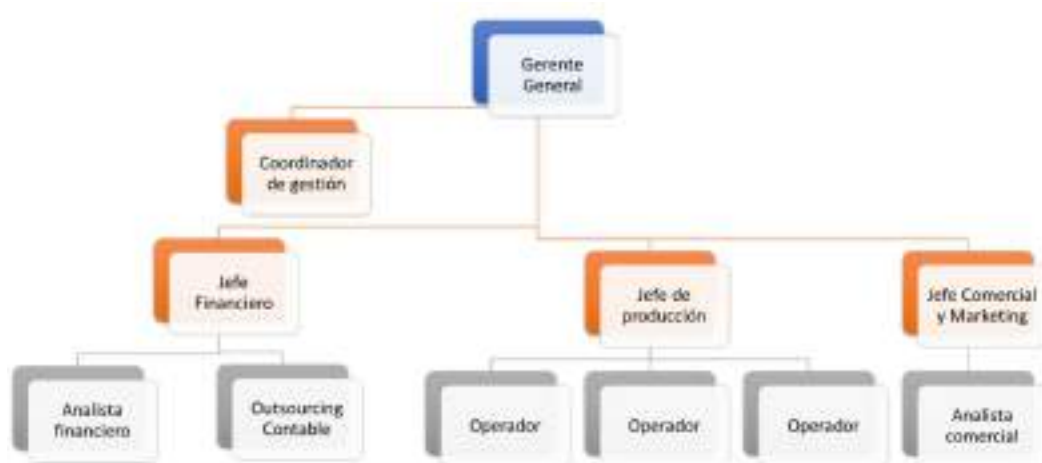 Gerente
General
Coordinador
de gestión
Jefe
Financiero
Jefe de
producción
Jefe Comercial
y Marketing
Analista
financiero
Outsourcing
Contable
Operador
Operador
Operador
Analista
comercial